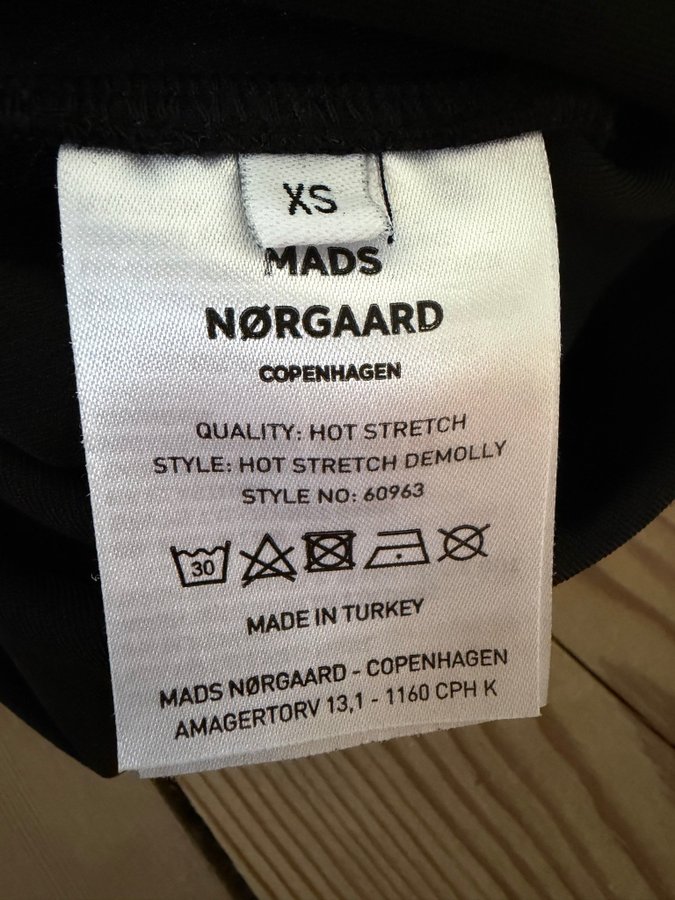 XS
MADS
NØRGAARD
COPENHAGEN
QUALITY: HOT STRETCH
STYLE: HOT STRETCH DEMOLLY
STYLE NO: 60963
30
MADE IN TURKEY
MADS NØRGAARD - COPENHAGEN
AMAGERTORV 13,1 - 1160 CPH K